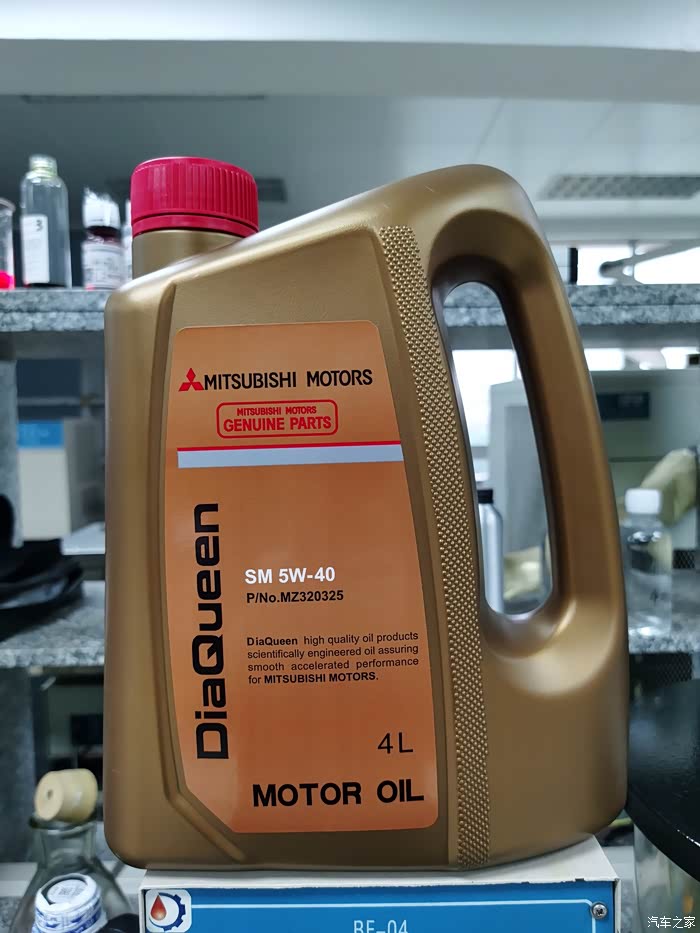 3
MITSUBISHI MOTORS
MITSUBISHI MOTORS
GENUINE PARTS
DiaQueen
SM 5W-40
P/No.MZ320325
DiaQueen high quality oil products
scientifically engineered oil assuring
smooth accelerated performance
for MITSUBISHI MOTORS.
4L
MOTOR OIL
BF-04
汽车之家